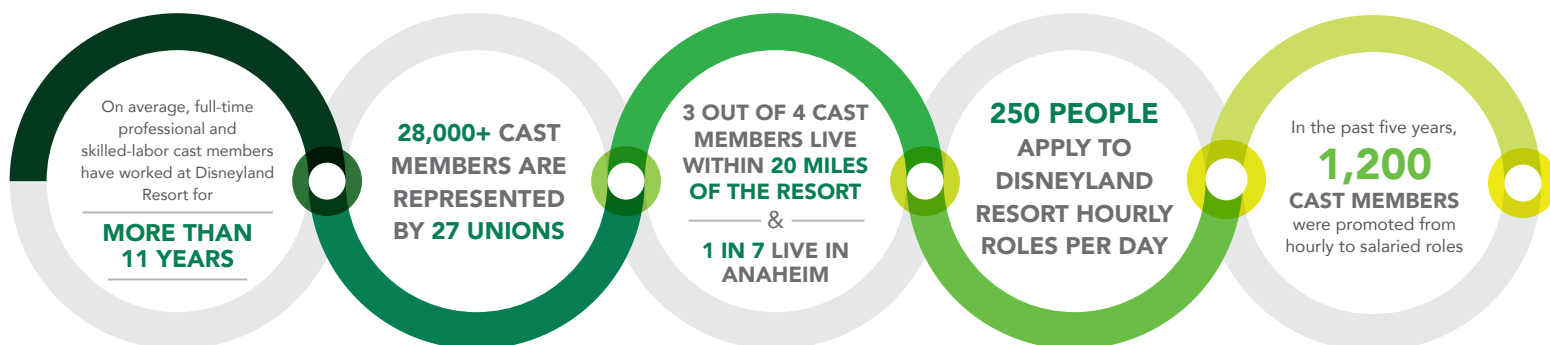 On average, full-time
professional and
skilled-labor cast members
have worked at Disneyland
Resort for
MORE THAN
11 YEARS
28,000+ CAST
MEMBERS ARE
REPRESENTED
BY 27 UNIONS
3 OUT OF 4 CAST
MEMBERS LIVE
WITHIN 20 MILES
OF THE RESORT
&
1 IN 7 LIVE IN
ANAHEIM
250 PEOPLE
APPLY TO
DISNEYLAND
RESORT HOURLY
ROLES PER DAY
In the past five years,
1,200
CAST MEMBERS
were promoted from
hourly to salaried roles